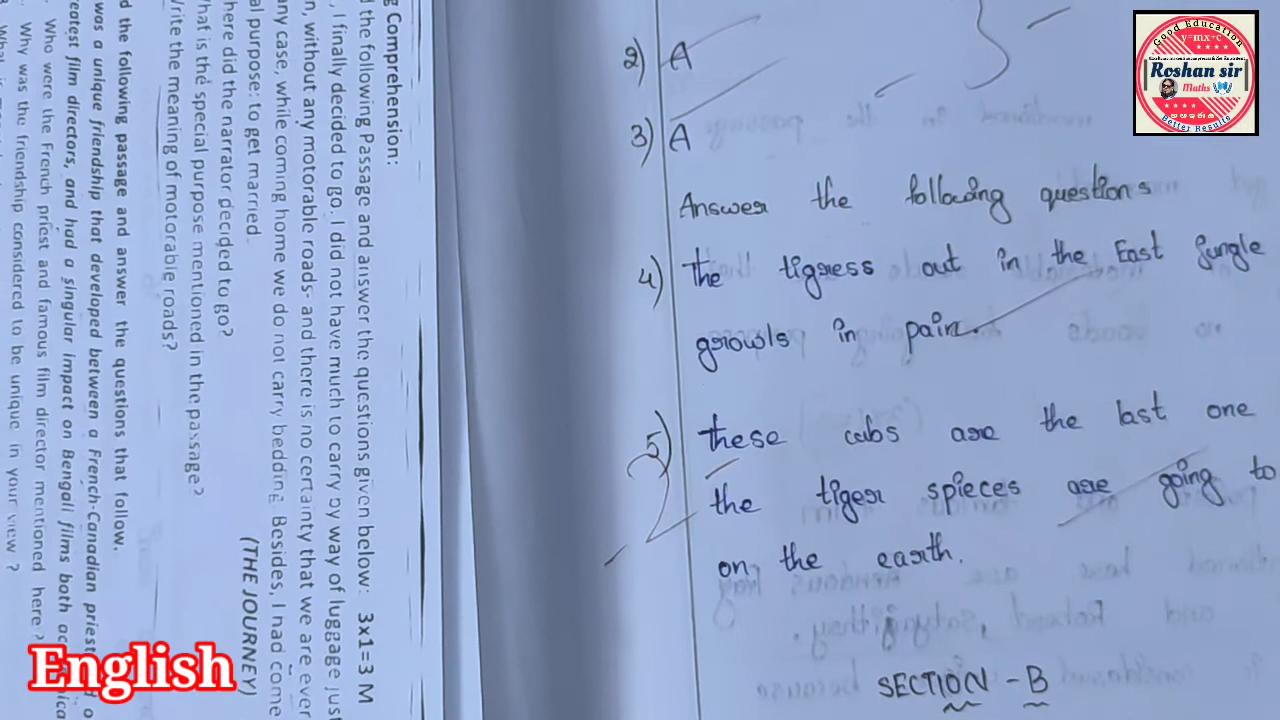 g Comprehension:
d the following Passage and answer the questions given below: 3x1=3 M
, I finally decided to go. I did not have much to carry by way of luggage just
n, without any motorable roads- and there is no certainty that we are ever
any case, while coming home we do not carry bedding. Besides, I had come
al purpose: to get married.
(THE JOURNEY)
here did the narrator decided to go?
What is the special purpose mentioned in the passage?
Write the meaning of motorable roads?
d the following passage and answer the questions that follow.
was a unique friendship that developed between a French-Canadian priest
reatest film directors, and had a singular impact on Bengali films both
Who were the French priest and famous film director mentioned here ?
Why was the friendship considered to be unique in your view ?
2) A
3) A
Answer the following questions
4) The tigress out in the East jungle
growls in pain.
5) These cubs are the last one
the tiger spieces are going to
on the earth.
SECTION - B
Good Education
y=mx+c
Roshan sir
Maths
Better Results
English